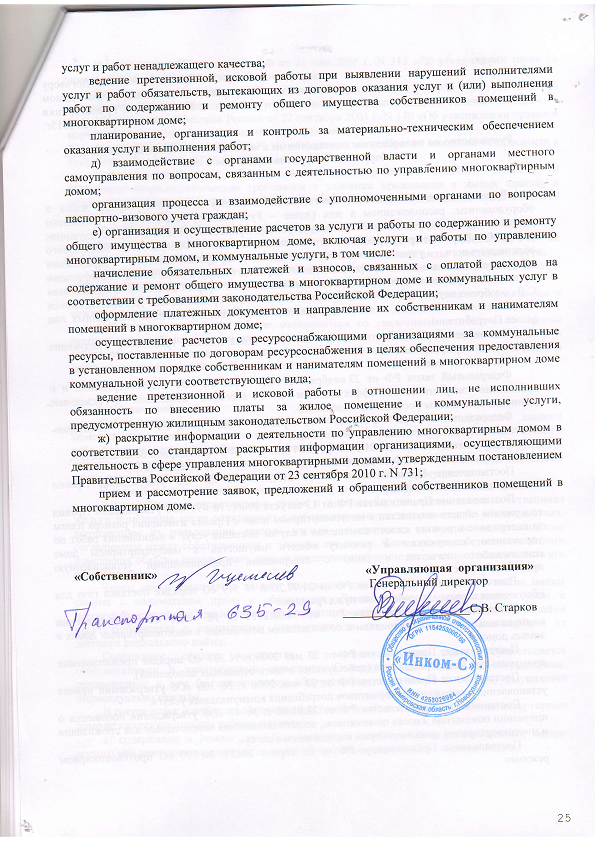 услуг и работ ненадлежащего качества;
ведение претензионной, исковой работы при выявлении нарушений исполнителями
услуг и работ обязательств, вытекающих из договоров оказания услуг и (или) выполнения
работ по содержанию и ремонту общего имущества собственников помещений в
многоквартирном доме;
планирование, организация и контроль за материально-техническим обеспечением
оказания услуг и выполнения работ;
д) взаимодействие с органами государственной власти и органами местного
самоуправления по вопросам, связанным с деятельностью по управлению многоквартирным
домом;
организация процесса и взаимодействие с уполномоченными органами по вопросам
паспортно-визового учета граждан;
е) организация и осуществление расчетов за услуги и работы по содержанию и ремонту
общего имущества в многоквартирном доме, включая услуги и работы по управлению
многоквартирным домом, и коммунальные услуги, в том числе:
начисление обязательных платежей и взносов, связанных с оплатой расходов на
содержание и ремонт общего имущества в многоквартирном доме и коммунальных услуг в
соответствии с требованиями законодательства Российской Федерации;
оформление платежных документов и направление их собственникам и нанимателям
помещений в многоквартирном доме;
осуществление расчетов с ресурсоснабжающими организациями за коммунальные
ресурсы, поставленные по договорам ресурсоснабжения в целях обеспечения предоставления
в установленном порядке собственникам и нанимателям помещений в многоквартирном доме
коммунальной услуги соответствующего вида;
ведение претензионной и исковой работы в отношении лиц, не исполнивших
обязанность по внесению платы за жилое помещение и коммунальные услуги,
предусмотренную жилищным законодательством Российской Федерации;
ж) раскрытие информации о деятельности по управлению многоквартирным домом в
соответствии со стандартом раскрытия информации организациями, осуществляющими
деятельность в сфере управления многоквартирными домами, утвержденным постановлением
Правительства Российской Федерации от 23 сентября 2010 г. N 731;
прием и рассмотрение заявок, предложений и обращений собственников помещений в
многоквартирном доме.
«Собственник»
«Управляющая организация»
Генеральный директор
Транспортная 63Б-29
С.В. Старков
Общество с ограниченной ответственностью
ОГРН
«Инком-С»
ИНН
Россия Кемеровская область г.Новокузнецк
25